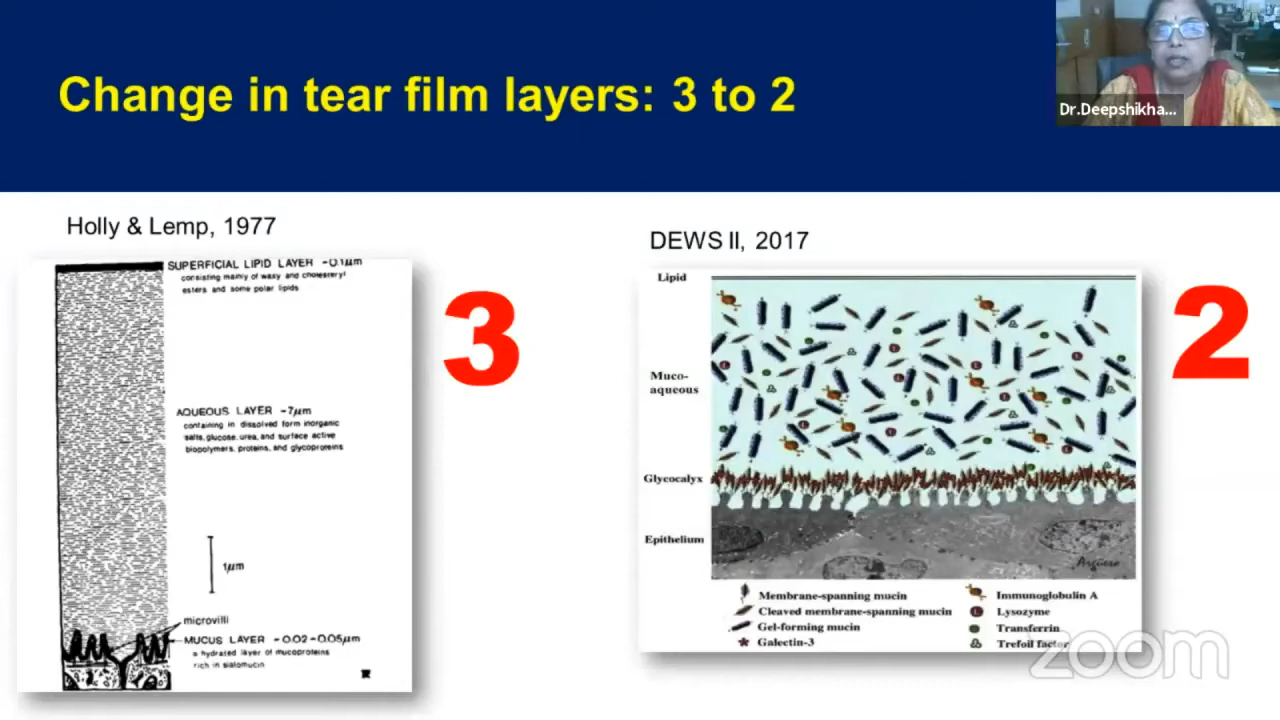 Change in tear film layers: 3 to 2
Dr.Deepshikha...
Holly & Lemp, 1977
SUPERFICIAL LIPID LAYER -0.1μm
consisting mainly of waxy and cholesteryl
esters and some polar lipids
3
AQUEOUS LAYER -7μm
containing in dissolved form inorganic
salts, glucose, urea, and surface active
biopolymers, proteins, and glycoproteins
1μm
microvilli
MUCUS LAYER -0.02-0.05μm
a hydrated layer of mucoproteins
rich in sialomucin
DEWS II, 2017
2
Lipid
Muco-
aqueous
Glycocalyx
Epithelium
Argüeso
Membrane-spanning mucin
Cleaved membrane-spanning mucin
Gel-forming mucin
Galectin-3
Immunoglobulin A
Lysozyme
Transferrin
Trefoil factor
zoom